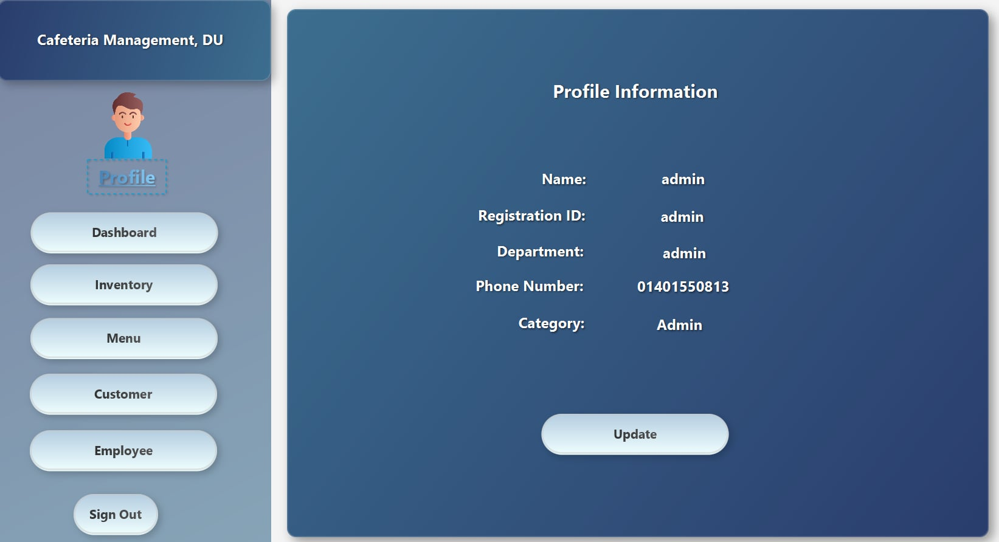 Cafeteria Management, DU
Profile
Dashboard
Inventory
Menu
Customer
Employee
Sign Out
Profile Information
Name: admin
Registration ID: admin
Department: admin
Phone Number: 01401550813
Category: Admin
Update